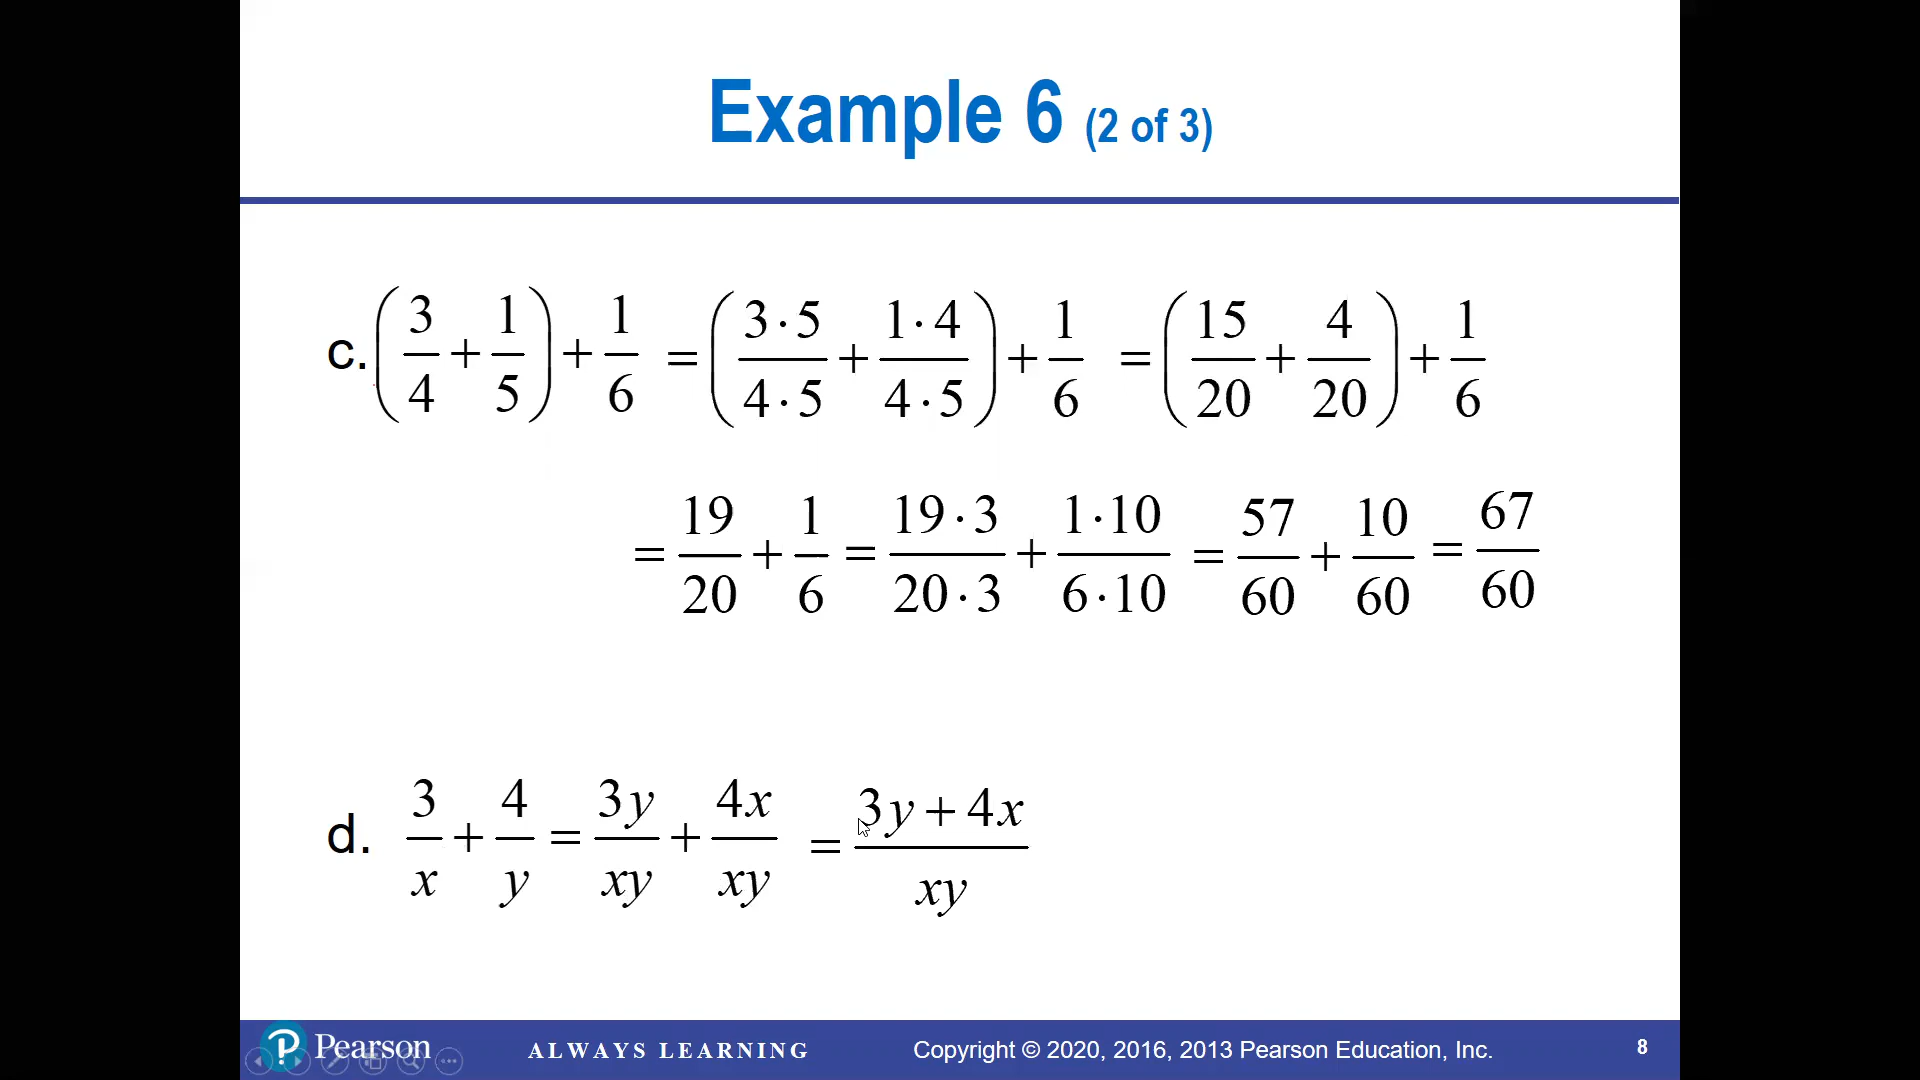 Example 6 (2 of 3)
c. (3/4 + 1/5) + 1/6 = (3·5/4·5 + 1·4/4·5) + 1/6 = (15/20 + 4/20) + 1/6
= 19/20 + 1/6 = 19·3/20·3 + 1·10/6·10 = 57/60 + 10/60 = 67/60
d. 3/x + 4/y = 3y/xy + 4x/xy = 3y + 4x/xy
Pearson ALWAYS LEARNING Copyright © 2020, 2016, 2013 Pearson Education, Inc. 8